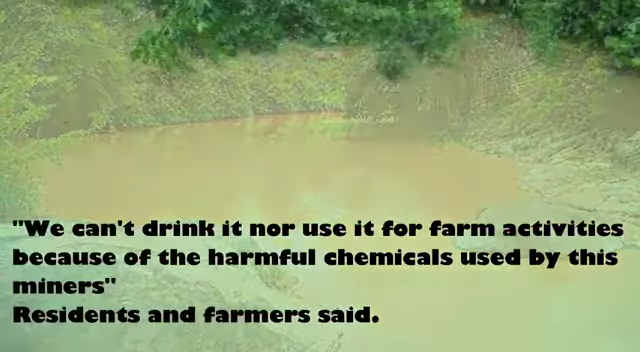 "We can't drink it nor use it for farm activities
because of the harmful chemicals used by this
miners"
Residents and farmers said.